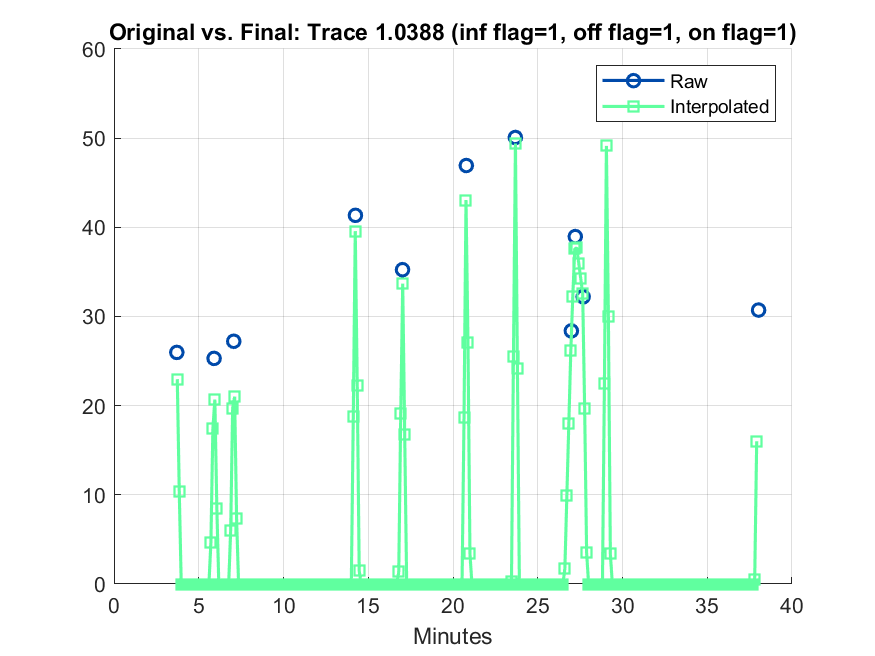 Original vs. Final: Trace 1.0388 (inf flag=1, off flag=1, on flag=1)
60
50
40
30
20
10
0
Raw
Interpolated
0 5 10 15 20 25 30 35 40
Minutes